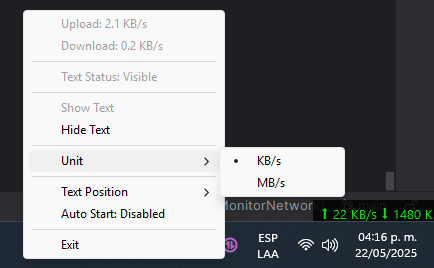 Upload: 2.1 KB/s
Download: 0.2 KB/s
Text Status: Visible
Show Text
Hide Text
Unit
KB/s
MB/s
Text Position
Auto Start: Disabled
Exit
MonitorNetwor
main
↑ 22 KB/s ↓ 1480 K
ESP
LAA
04:16 p. m.
22/05/2025